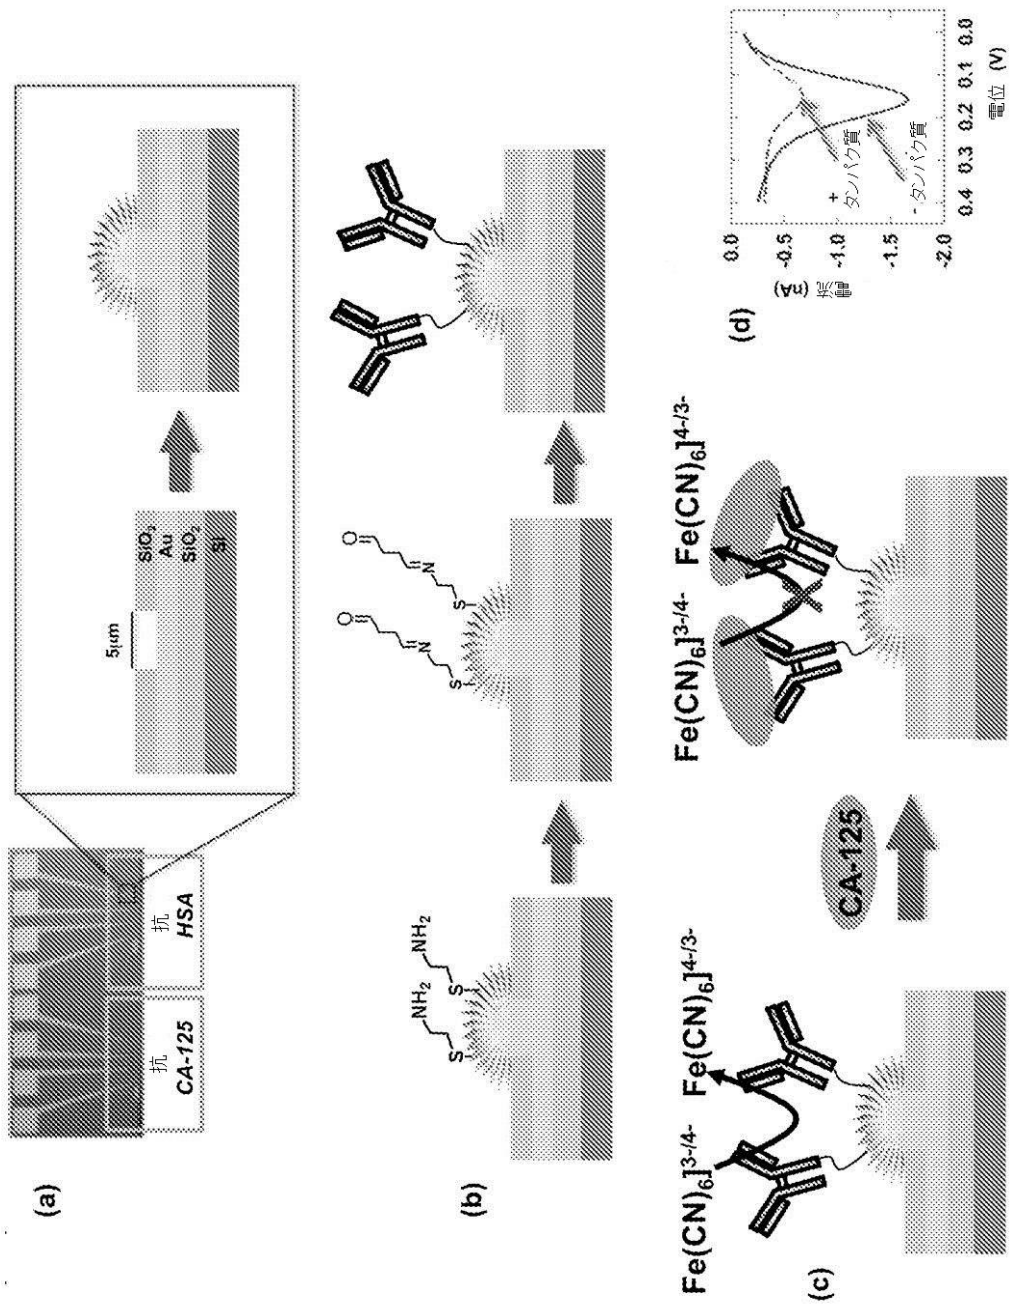 (a)
抗
CA-125
抗
HSA
5μm
SiO₂
Au
SiO₂
Si
(b)
S
NH₂
S
NH₂
S
N
O
S
N
O
(c)
Fe(CN)₆]³⁻/⁴⁻
Fe(CN)₆]⁴⁻/³⁻
CA-125
Fe(CN)₆]³⁻/⁴⁻
Fe(CN)₆]⁴⁻/³⁻
(d)
電流 (nA)
0.0
-0.5
-1.0
-1.5
-2.0
+
タンパク質
- タンパク質
0.4 0.3 0.2 0.1 0.0
電位 (V)